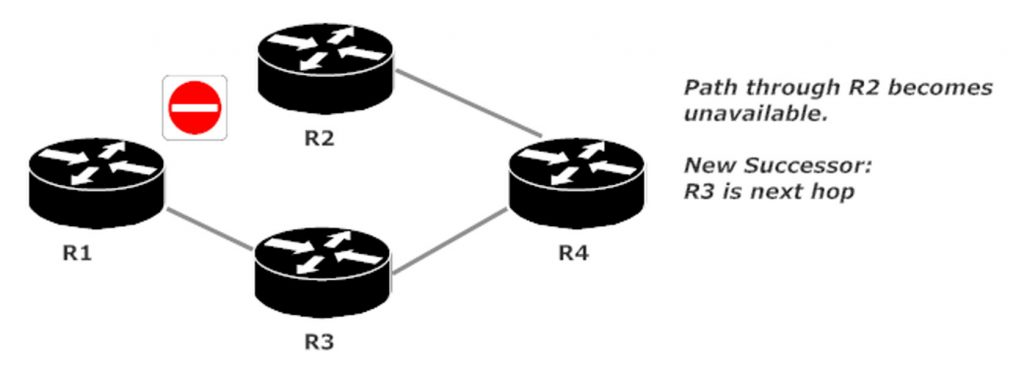 R2
R1
R3
R4
Path through R2 becomes
unavailable.
New Successor:
R3 is next hop